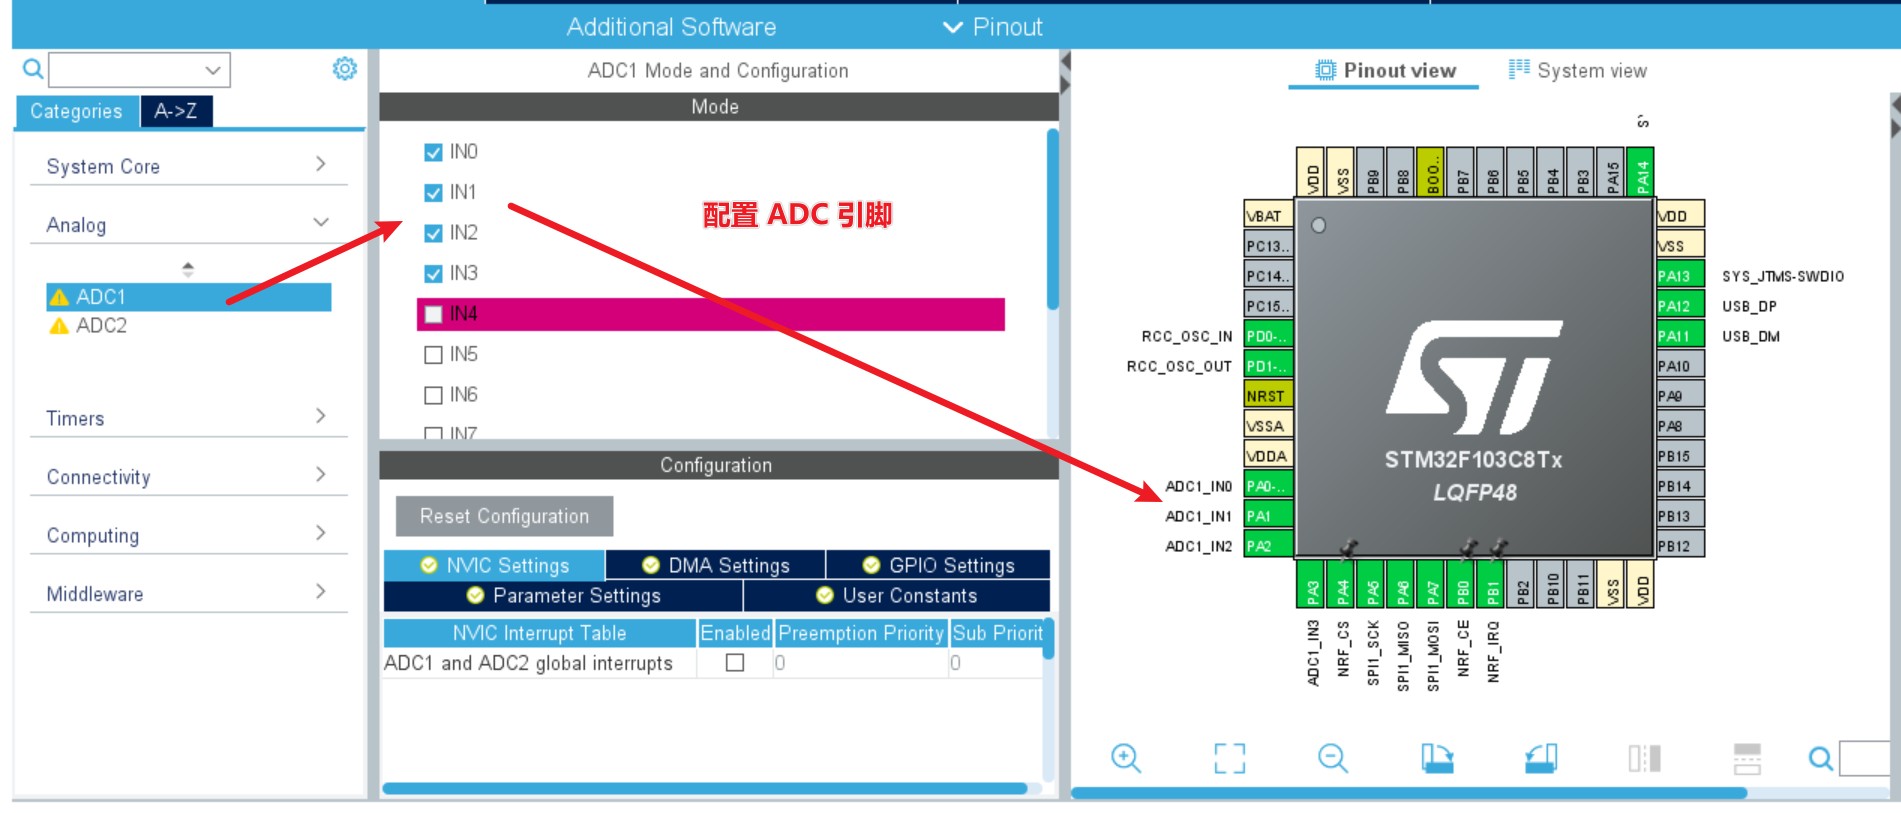 Additional Software
Pinout
Categories
A->Z
System Core
Analog
ADC1
ADC2
Timers
Connectivity
Computing
Middleware
ADC1 Mode and Configuration
Mode
IN0
IN1
IN2
IN3
IN4
IN5
IN6
IN7
配置 ADC 引脚
Configuration
Reset Configuration
NVIC Settings
DMA Settings
GPIO Settings
Parameter Settings
User Constants
NVIC Interrupt Table
Enabled
Preemption Priority
Sub Priorit
ADC1 and ADC2 global interrupts
0
0
Pinout view
System view
VDD
VSS
PB9
PB8
BOO..
PB7
PB6
PB5
PB4
PB3
PA15
PA14
VBAT
PC13..
PC14..
PC15..
RCC_OSC_IN
PD0-..
RCC_OSC_OUT
PD1-..
NRST
VSSA
VDDA
ADC1_IN0
PA0-..
ADC1_IN1
PA1
ADC1_IN2
PA2
STM32F103C8Tx
LQFP48
VDD
VSS
PA13
SYS_JTMS-SWDIO
PA12
USB_DP
PA11
USB_DM
PA10
PA9
PA8
PB15
PB14
PB13
PB12
PA3
PA4
PA5
PA6
PA7
PB0
PB1
PB2
PB10
PB11
VSS
VDD
ADC1_IN3
NRF_CS
SPI1_SCK
SPI1_MISO
SPI1_MOSI
NRF_CE
NRF_IRQ